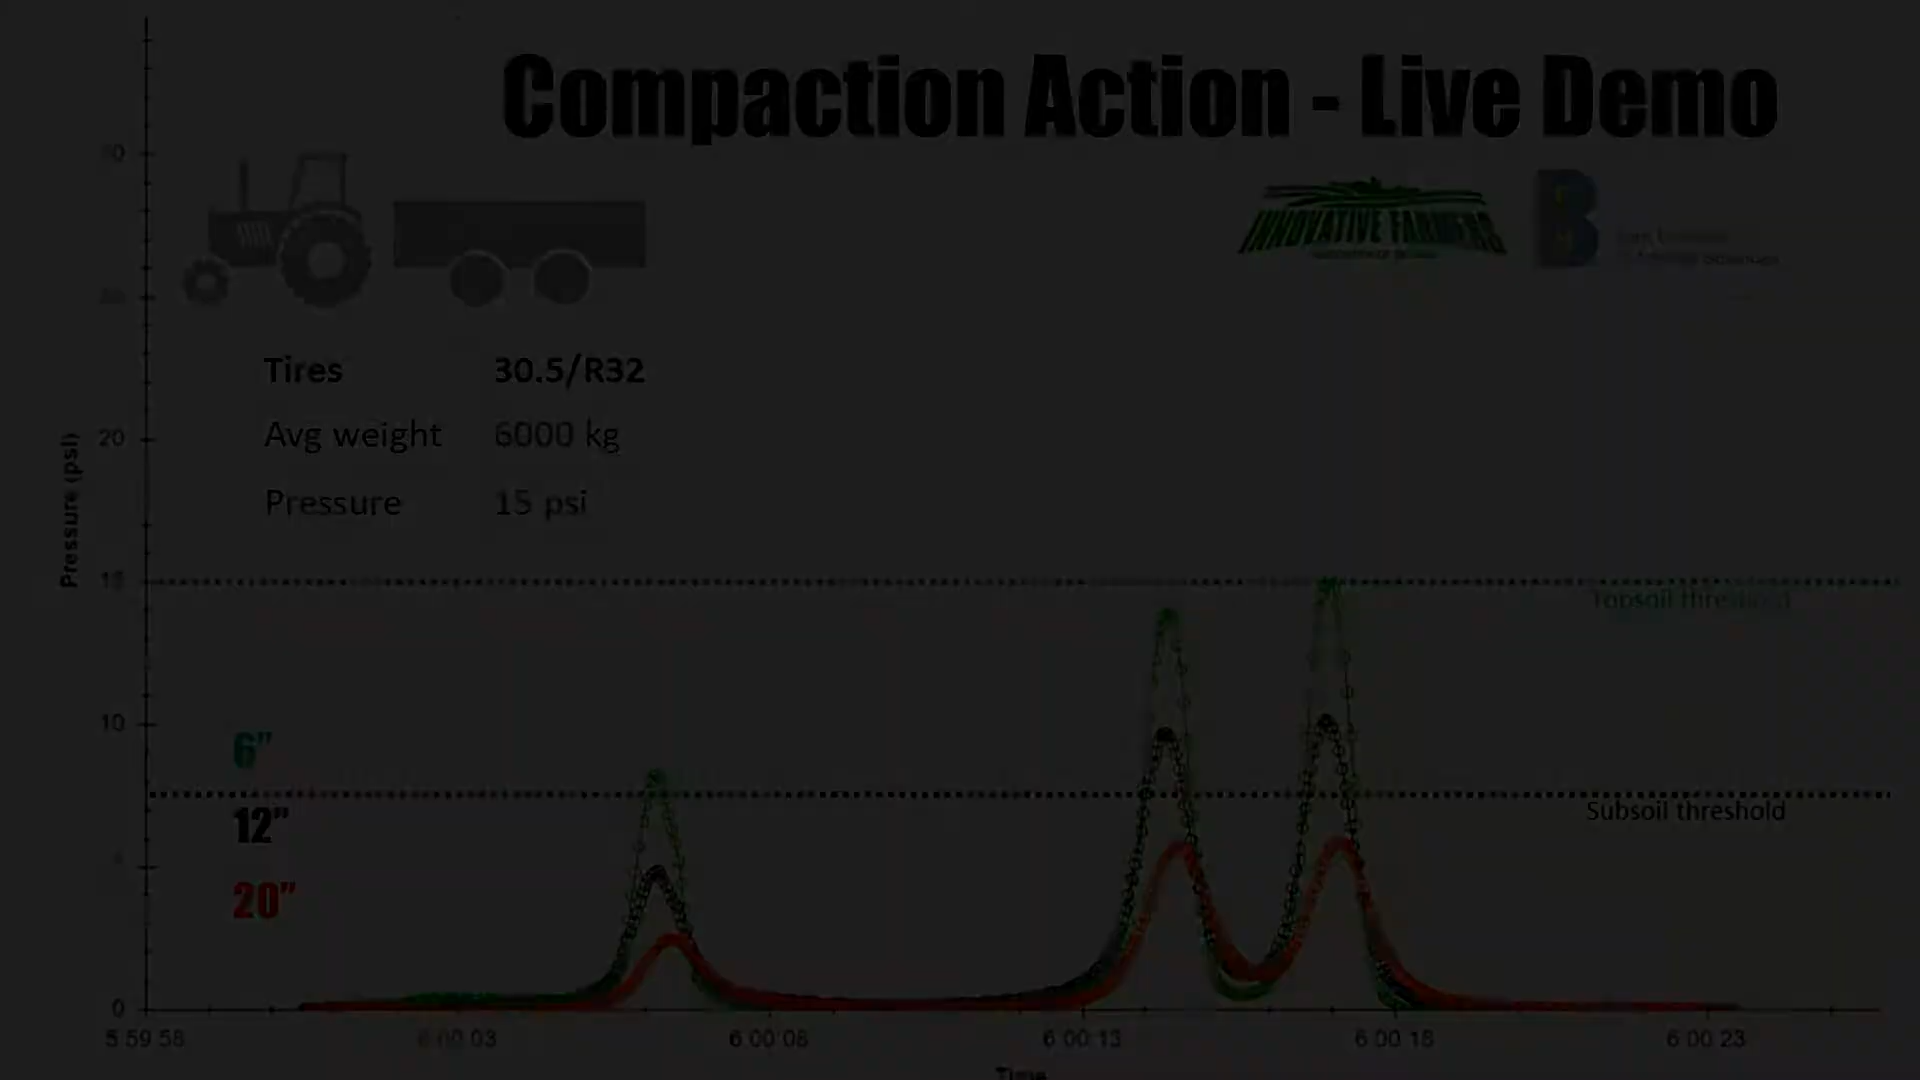 Compaction Action - Live Demo
INNOVATIVE FARMERS
Tires 30.5/R32
Avg weight 6000 kg
Pressure 15 psi
Pressure (psi)
30
20
15
10
0
Topsoil threshold
Subsoil threshold
6”
12”
20”
5 59 58
6 00 03
6 00 08
6 00 13
6 00 18
6 00 23
Time